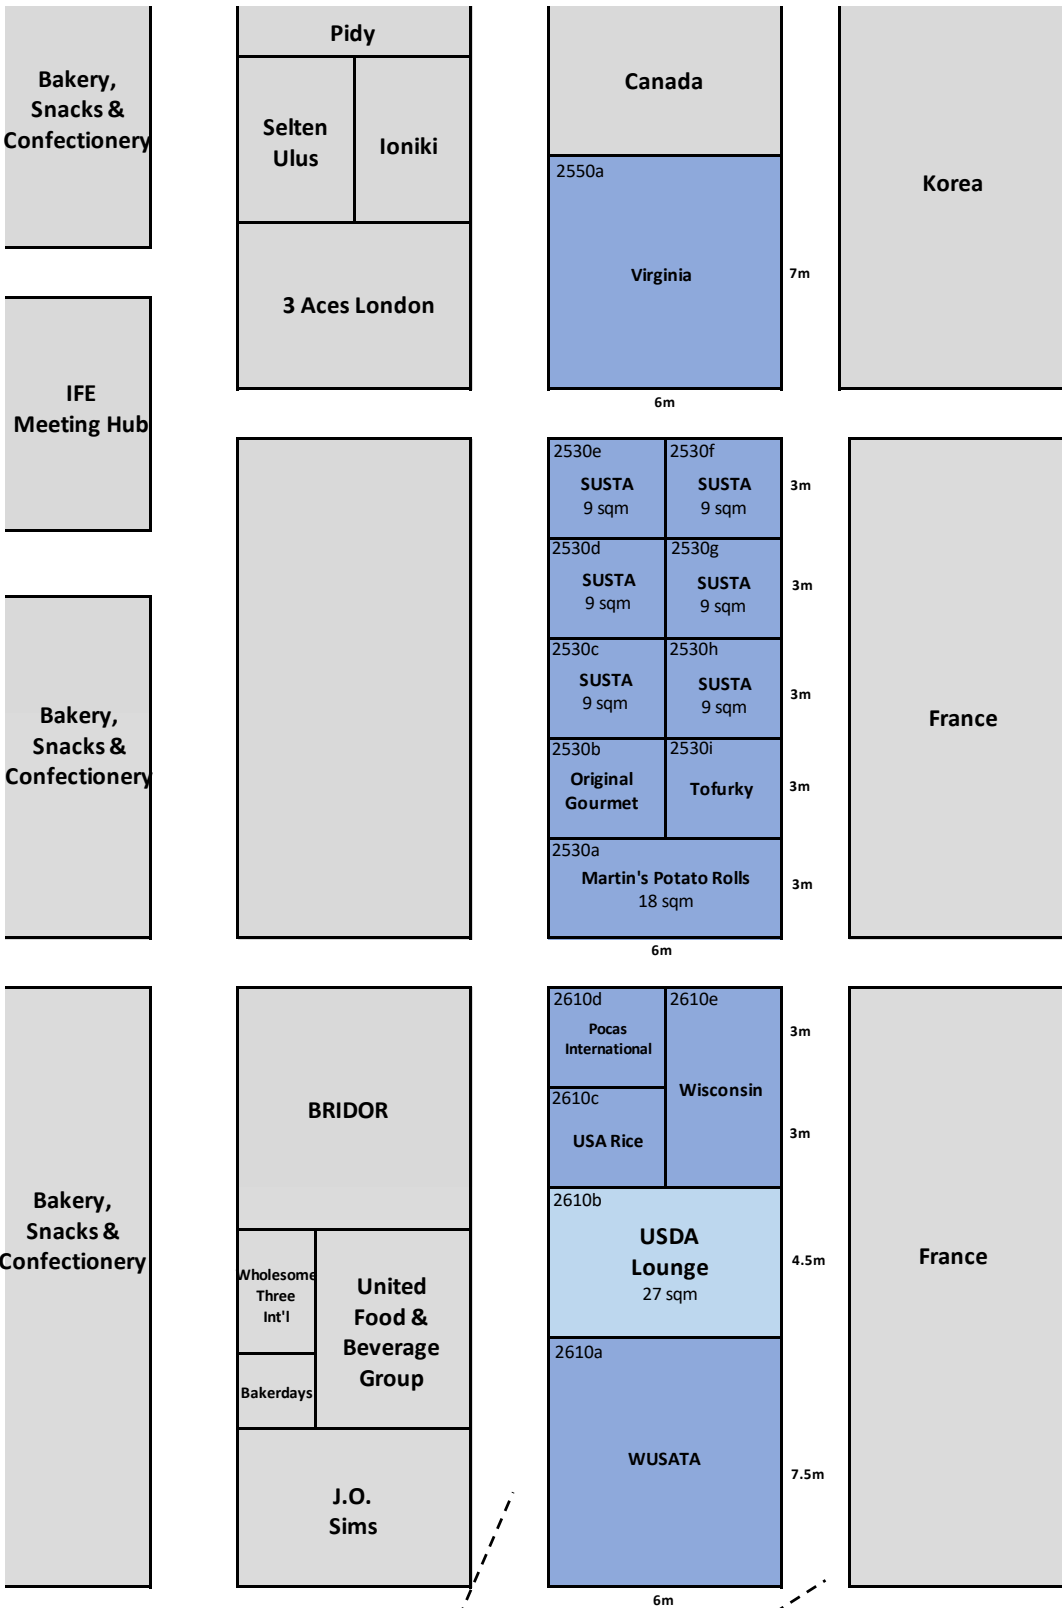 Bakery,
Snacks &
Confectionery
IFE
Meeting Hub
Bakery,
Snacks &
Confectionery
Bakery,
Snacks &
Confectionery
Pidy
Selten
Ulus
Ioniki
3 Aces London
BRIDOR
Wholesome
Three
Int'l
Bakerdays
United
Food &
Beverage
Group
J.O.
Sims
Canada
2550a
Virginia
7m
6m
2530e
SUSTA
9 sqm
2530f
SUSTA
9 sqm
3m
2530d
SUSTA
9 sqm
2530g
SUSTA
9 sqm
3m
2530c
SUSTA
9 sqm
2530h
SUSTA
9 sqm
3m
2530b
Original
Gourmet
2530i
Tofurky
3m
2530a
Martin's Potato Rolls
18 sqm
3m
6m
2610d
Pocas
International
2610e
Wisconsin
3m
2610c
USA Rice
3m
2610b
USDA
Lounge
27 sqm
4.5m
2610a
WUSATA
7.5m
6m
Korea
France
France